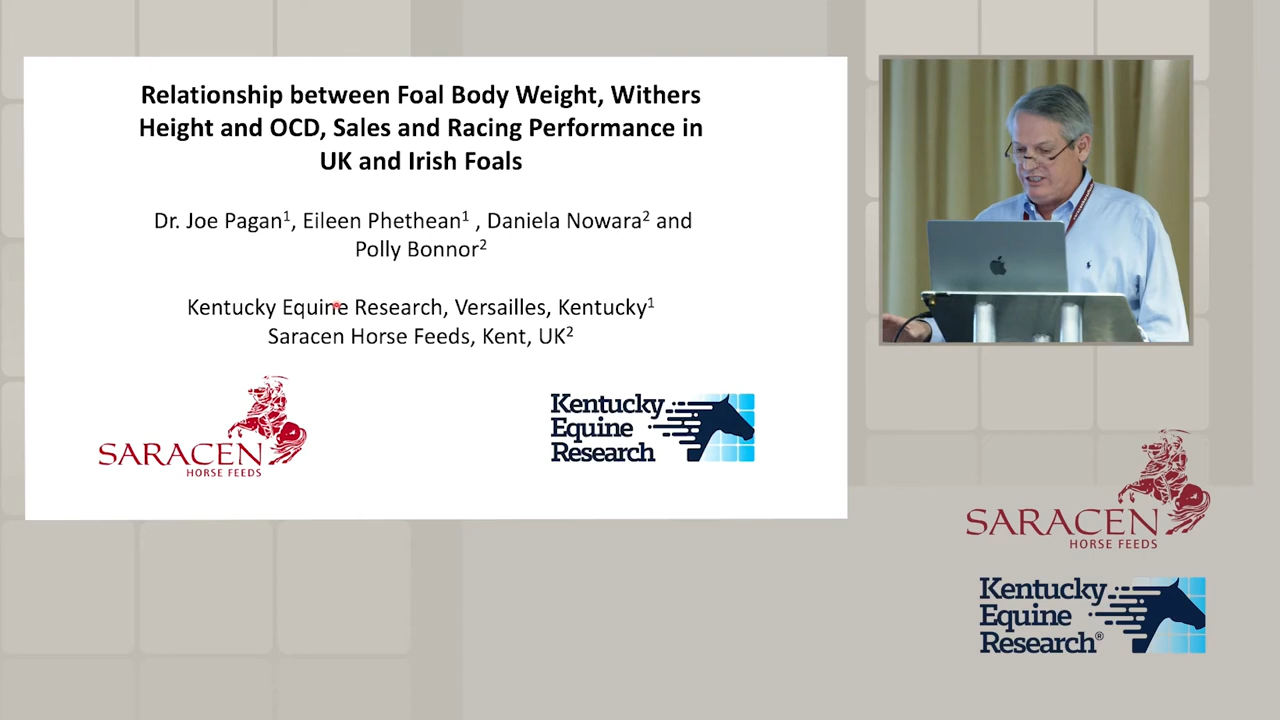 Relationship between Foal Body Weight, Withers
Height and OCD, Sales and Racing Performance in
UK and Irish Foals
Dr. Joe Pagan¹, Eileen Phethean¹ , Daniela Nowara² and
Polly Bonnor²
Kentucky Equine Research, Versailles, Kentucky¹
Saracen Horse Feeds, Kent, UK²
SARACEN
HORSE FEEDS
Kentucky
Equine
Research
SARACEN
HORSE FEEDS
Kentucky
Equine
Research®